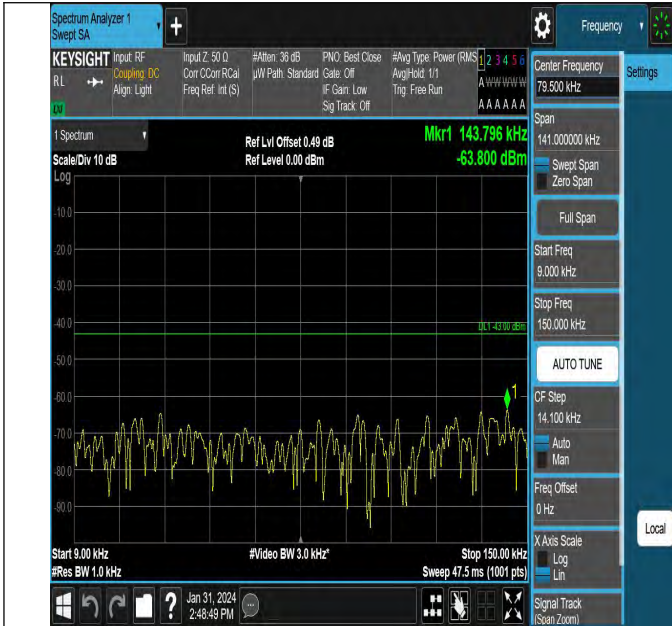 Spectrum Analyzer 1
Swept SA
+
Frequency
KEYSIGHT
Input: RF
Input Z: 50 Ω
#Atten: 36 dB
PNO: Best Close
#Avg Type: Power (RMS
1 2 3 4 5 6
RL
Coupling: DC
Corr CCorr RCal
µW Path: Standard
Gate: Off
Avg|Hold: 1/1
A W W W W W
Align: Light
Freq Ref: Int (S)
IF Gain: Low
Trig: Free Run
Sig Track: Off
A A A A A A
1 Spectrum
Ref Lvl Offset 0.49 dB
Mkr1 143.796 kHz
Scale/Div 10 dB
Ref Level 0.00 dBm
-63.800 dBm
Log
-10.0
-20.0
-30.0
-40.0
DL1 -43.00 dBm
-50.0
-60.0
1
-70.0
-80.0
-90.0
Start 9.00 kHz
#Video BW 3.0 kHz*
Stop 150.00 kHz
#Res BW 1.0 kHz
Sweep 47.5 ms (1001 pts)
Jan 31, 2024
2:48:49 PM
?
Center Frequency
79.500 kHz
Settings
Span
141.000000 kHz
Swept Span
Zero Span
Full Span
Start Freq
9.000 kHz
Stop Freq
150.000 kHz
AUTO TUNE
CF Step
14.100 kHz
Auto
Man
Freq Offset
0 Hz
Local
X Axis Scale
Log
Lin
Signal Track
(Span Zoom)